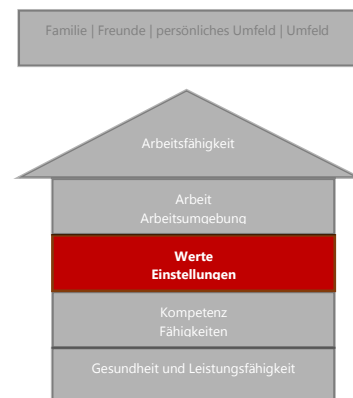 Familie | Freunde | persönliches Umfeld | Umfeld
Arbeitsfähigkeit
Arbeit
Arbeitsumgebung
Werte
Einstellungen
Kompetenz
Fähigkeiten
Gesundheit und Leistungsfähigkeit